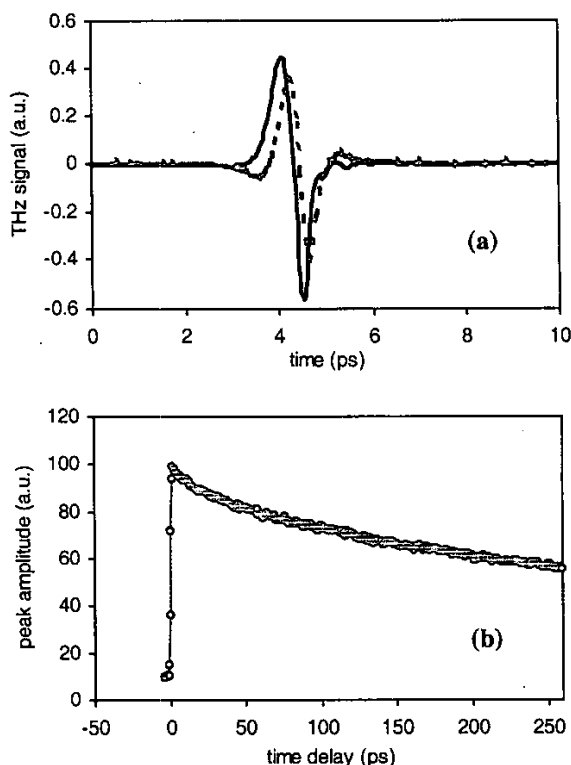 0.6
0.4
0.2
0
-0.2
-0.4
-0.6
THz signal (a.u.)
(a)
0 2 4 6 8 10
time (ps)
120
100
80
60
40
20
0
peak amplitude (a.u.)
(b)
-50 0 50 100 150 200 250
time delay (ps)